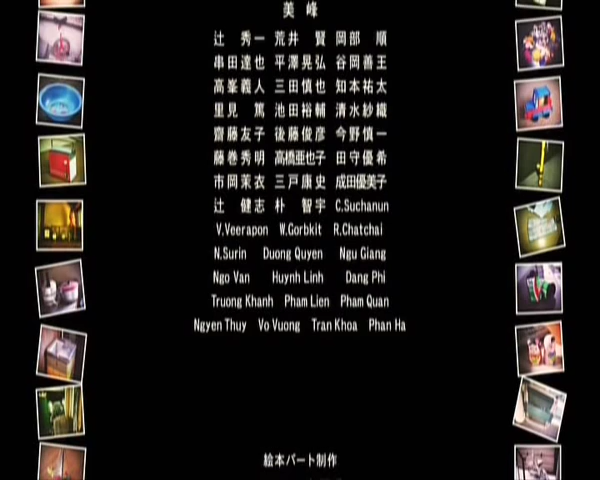 美 峰
辻 秀一 荒井 賢 岡部 順
串田達也 平澤晃弘 谷岡善王
高峯義人 三田慎也 知本祐太
里見 篤 池田裕輔 清水紗織
齋藤友子 後藤俊彦 今野慎一
藤巻秀明 高橋亜也子 田守優希
市岡茉衣 三戸康史 成田優美子
辻 健志 朴 智宇 C.Suchanun
V.Veerapon W.Gorbkit R.Chatchai
N.Surin Duong Quyen Ngu Giang
Ngo Van Huynh Linh Dang Phi
Truong Khanh Pham Lien Pham Quan
Ngyen Thuy Vo Vuong Tran Khoa Phan Ha
絵本パート制作